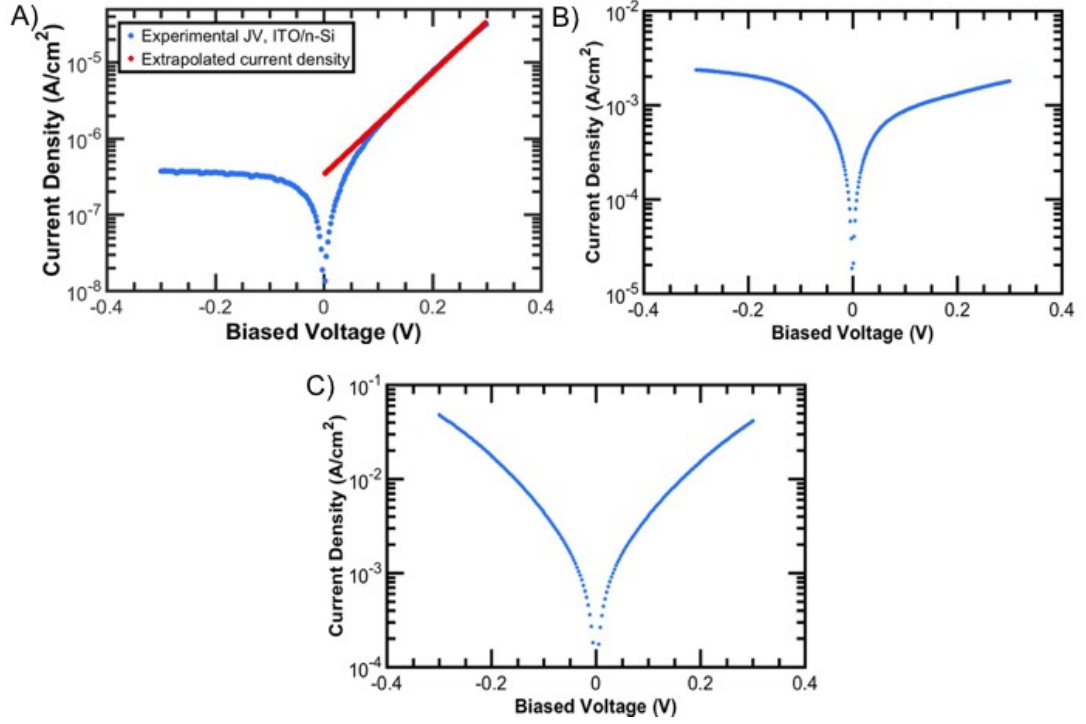 A)
Experimental JV, ITO/n-Si
Extrapolated current density
Current Density (A/cm²)
10⁻⁵
10⁻⁶
10⁻⁷
10⁻⁸
-0.4 -0.2 0 0.2 0.4
Biased Voltage (V)
B)
Current Density (A/cm²)
10⁻²
10⁻³
10⁻⁴
10⁻⁵
-0.4 -0.2 0 0.2 0.4
Biased Voltage (V)
C)
Current Density (A/cm²)
10⁻¹
10⁻²
10⁻³
10⁻⁴
-0.4 -0.2 0 0.2 0.4
Biased Voltage (V)